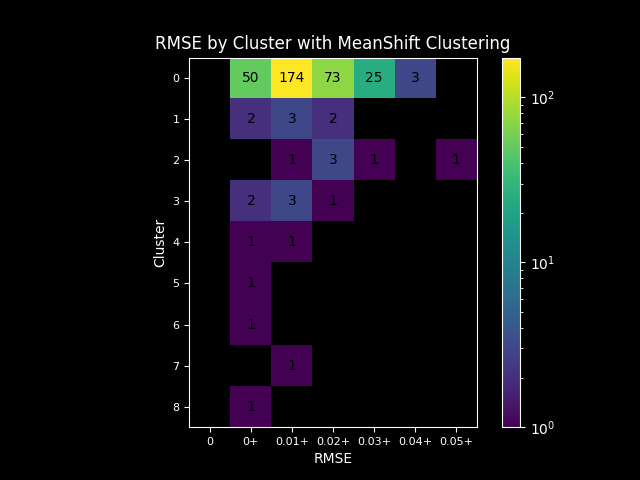 RMSE by Cluster with MeanShift Clustering
0 50 174 73 25 3
1 2 3 2
2 1 3 1 1
3 2 3 1
4 1 1
5 1
6 1
7 1
8 1
0 0+ 0.01+ 0.02+ 0.03+ 0.04+ 0.05+
RMSE
Cluster
10²
10¹
10⁰